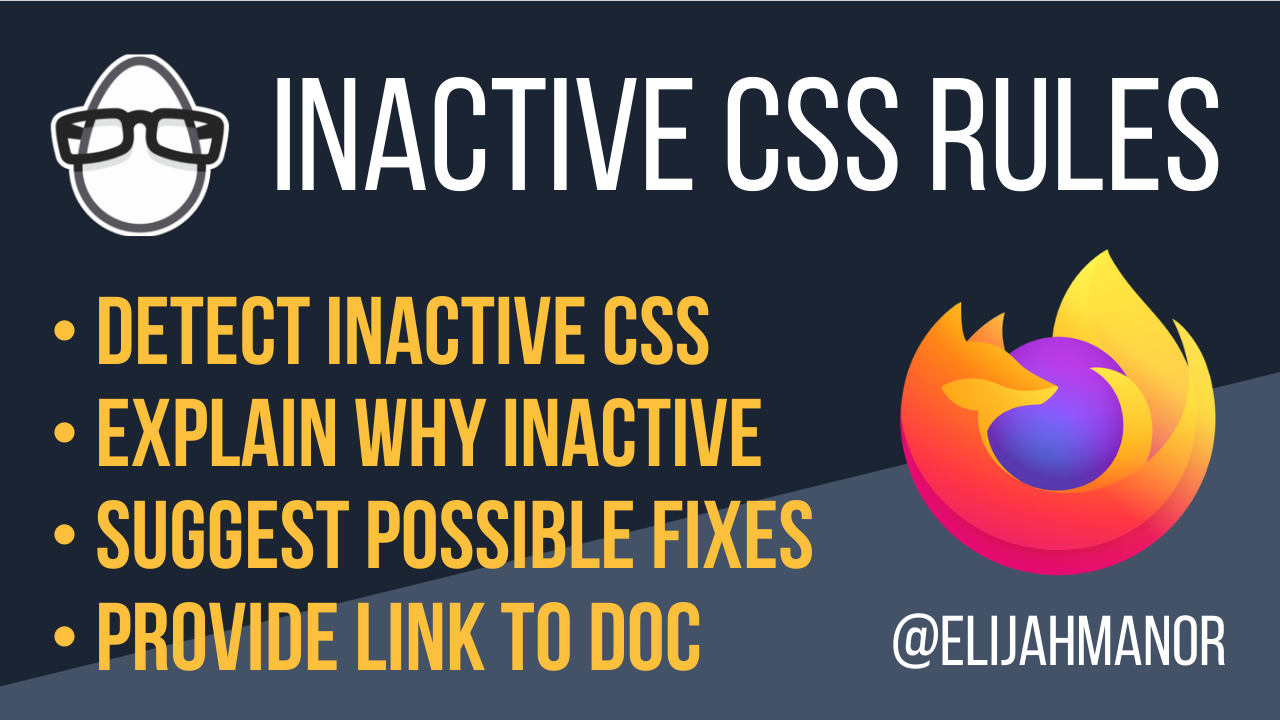 INACTIVE CSS RULES
• DETECT INACTIVE CSS
• EXPLAIN WHY INACTIVE
• SUGGEST POSSIBLE FIXES
• PROVIDE LINK TO DOC
@ELIJAHMANOR